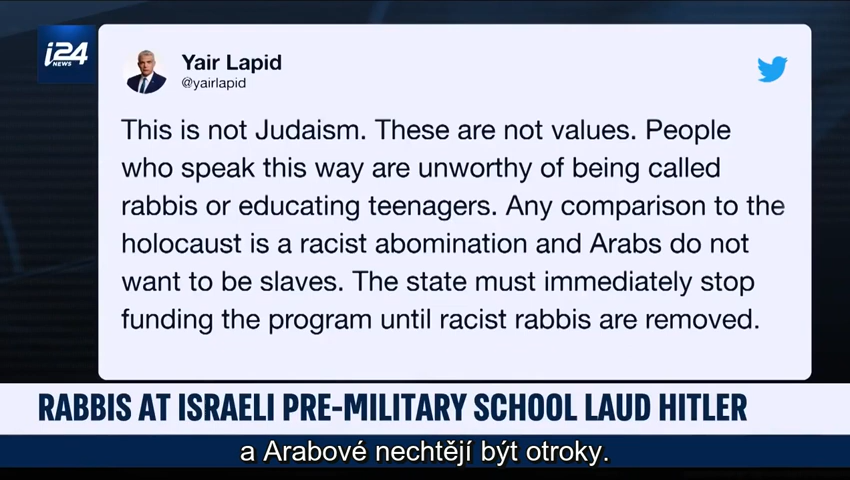 i24
NEWS
Yair Lapid
@yairlapid
This is not Judaism. These are not values. People
who speak this way are unworthy of being called
rabbis or educating teenagers. Any comparison to the
holocaust is a racist abomination and Arabs do not
want to be slaves. The state must immediately stop
funding the program until racist rabbis are removed.
RABBIS AT ISRAELI PRE-MILITARY SCHOOL LAUD HITLER
a Arabové nechtějí být otroky.